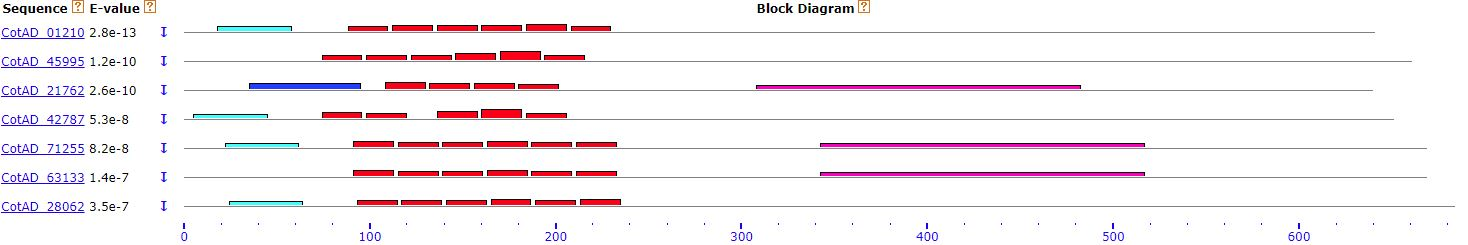 Sequence ? E-value ? Block Diagram ?
CotAD_01210 2.8e-13 ↧
CotAD_45995 1.2e-10 ↧
CotAD_21762 2.6e-10 ↧
CotAD_42787 5.3e-8 ↧
CotAD_71255 8.2e-8 ↧
CotAD_63133 1.4e-7 ↧
CotAD_28062 3.5e-7 ↧
0 100 200 300 400 500 600